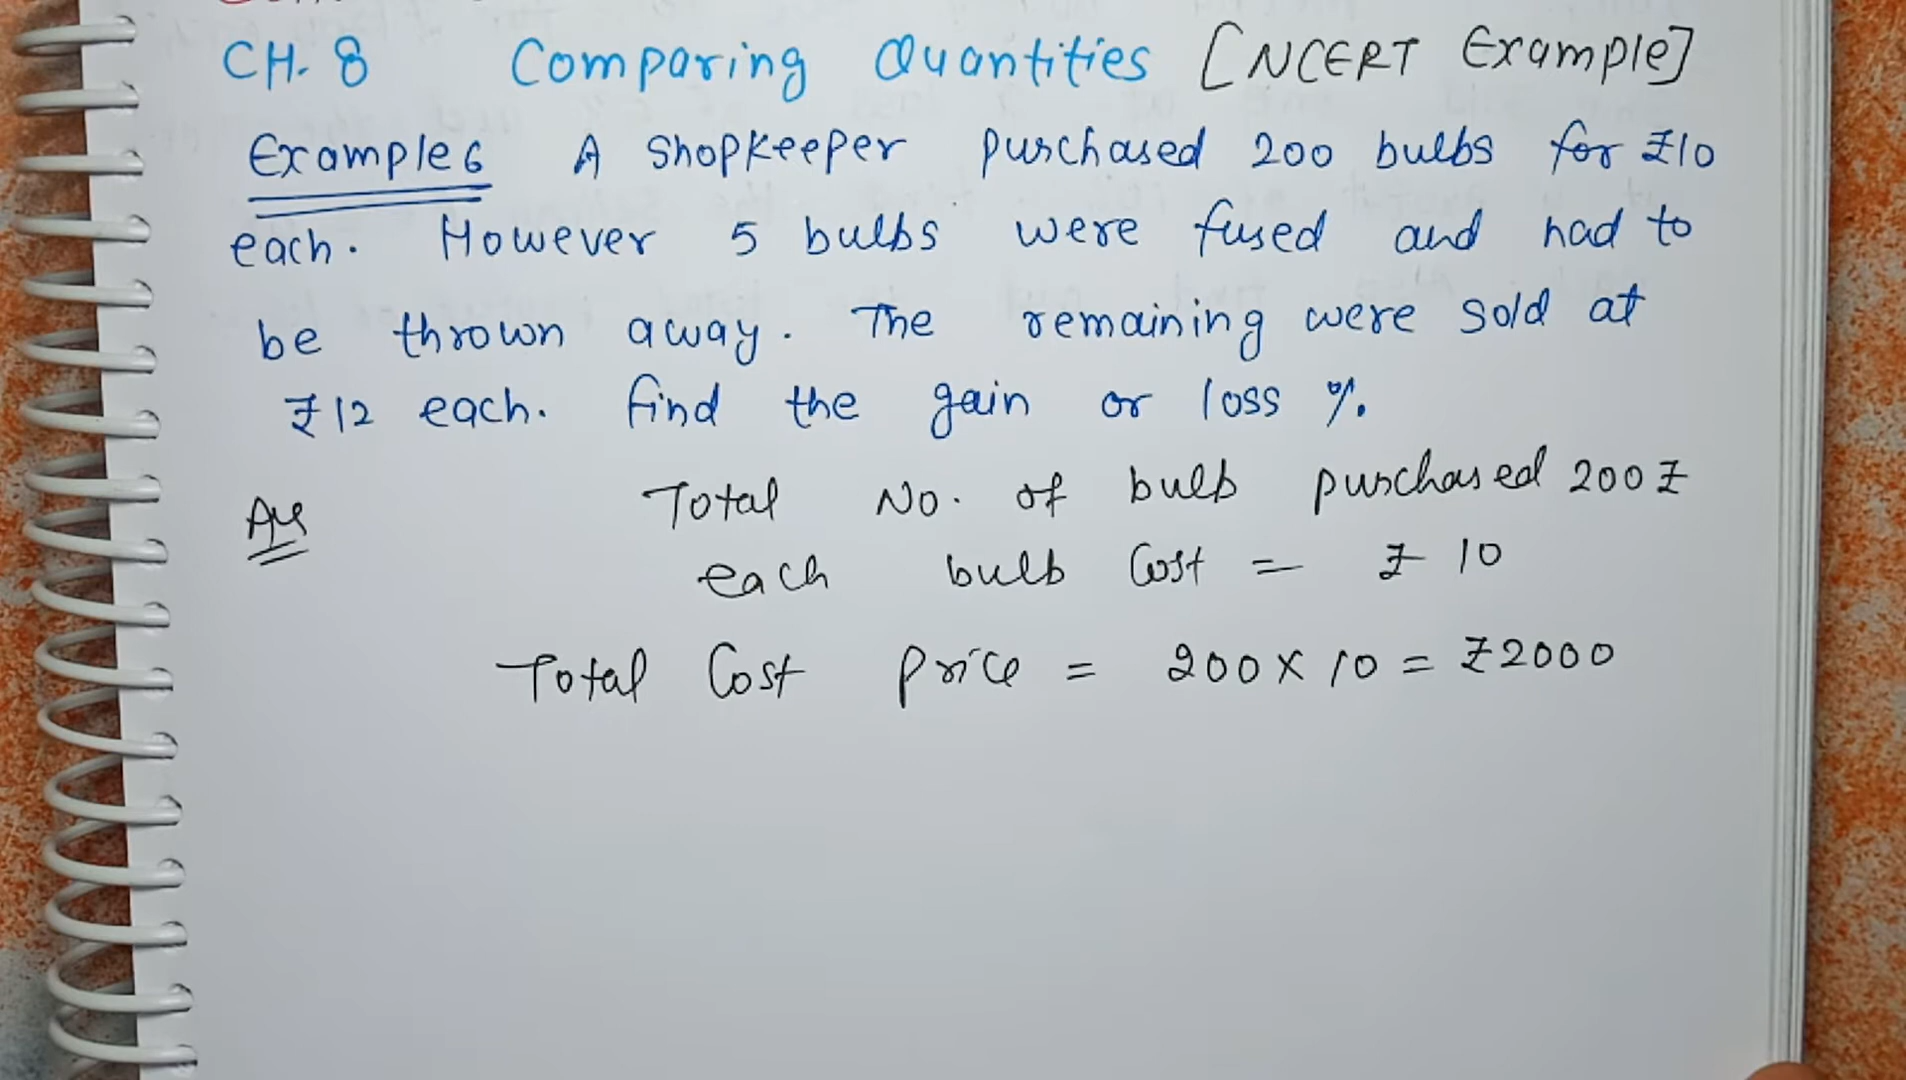 CH. 8 Comparing Quantities [NCERT Example]
Example 6 A shopkeeper purchased 200 bulbs for ₹10
each. However 5 bulbs were fused and had to
be thrown away. The remaining were sold at
₹12 each. find the gain or loss %.
Ans Total No. of bulb purchased 200 ₹
each bulb Cost = ₹ 10
Total Cost price = 200 × 10 = ₹2000